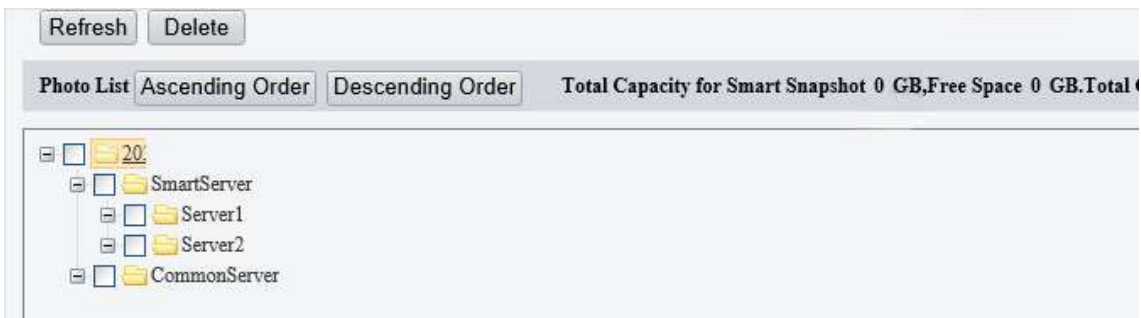 Refresh Delete
Photo List Ascending Order Descending Order Total Capacity for Smart Snapshot 0 GB,Free Space 0 GB.Total
SmartServer
Server1
Server2
CommonServer